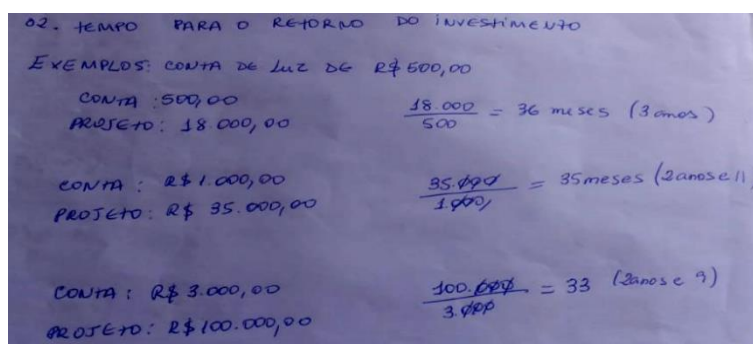 02. TEMPO PARA O RETORNO DO INVESTIMENTO
EXEMPLOS: CONTA DE LUZ DE R$ 500,00
CONTA : 500,00
PROJETO : 18.000,00
18.000 / 500 = 36 meses (3 anos)
CONTA : R$ 1.000,00
PROJETO : R$ 35.000,00
35.000 / 1.000 = 35 meses (2 anos e 11
CONTA : R$ 3.000,00
PROJETO : R$ 100.000,00
100.000 / 3.000 = 33 (2 anos e 9)